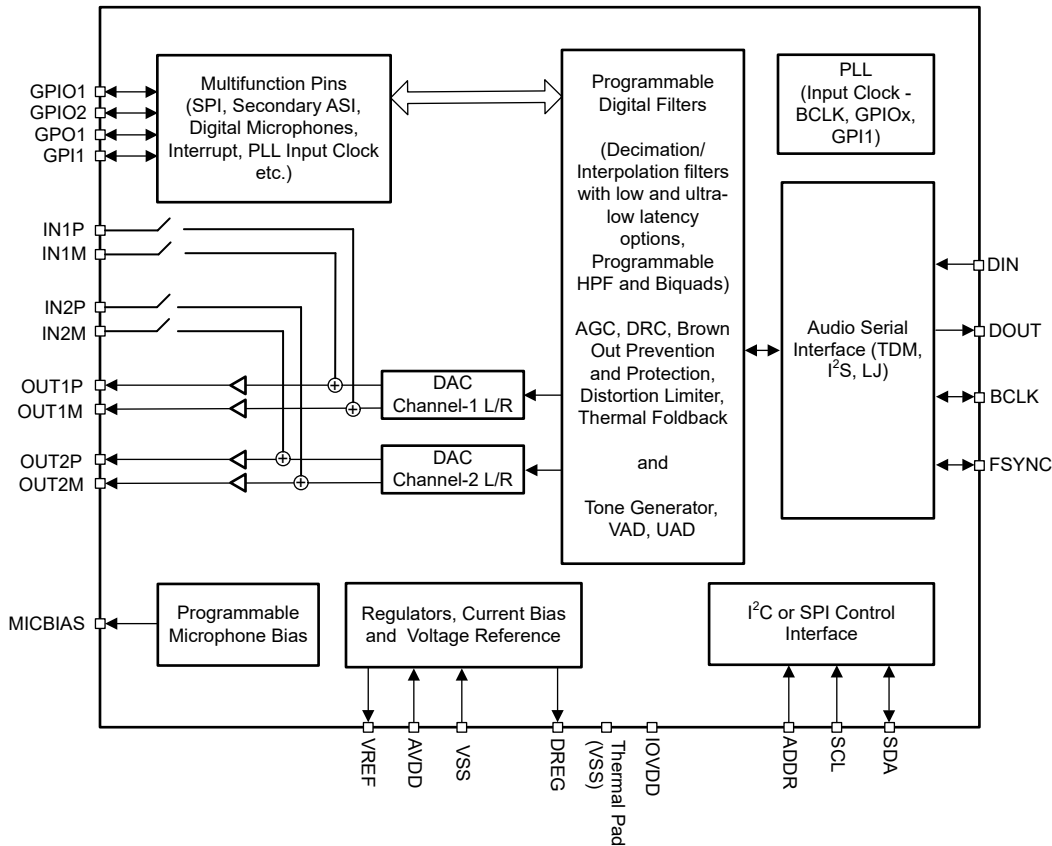 GPIO1
GPIO2
GPO1
GPI1
Multifunction Pins
(SPI, Secondary ASI,
Digital Microphones,
Interrupt, PLL Input Clock
etc.)
Programmable
Digital Filters
(Decimation/
Interpolation filters
with low and ultra-
low latency
options,
Programmable
HPF and Biquads)
AGC, DRC, Brown
Out Prevention
and Protection,
Distortion Limiter,
Thermal Foldback
and
Tone Generator,
VAD, UAD
PLL
(Input Clock -
BCLK, GPIOx,
GPI1)
IN1P
IN1M
IN2P
IN2M
OUT1P
OUT1M
OUT2P
OUT2M
DAC
Channel-1 L/R
DAC
Channel-2 L/R
Audio Serial
Interface (TDM,
I²S, LJ)
DIN
DOUT
BCLK
FSYNC
MICBIAS
Programmable
Microphone Bias
Regulators, Current Bias
and Voltage Reference
I²C or SPI Control
Interface
VREF
AVDD
VSS
DREG
Thermal Pad
(VSS)
IOVDD
ADDR
SCL
SDA